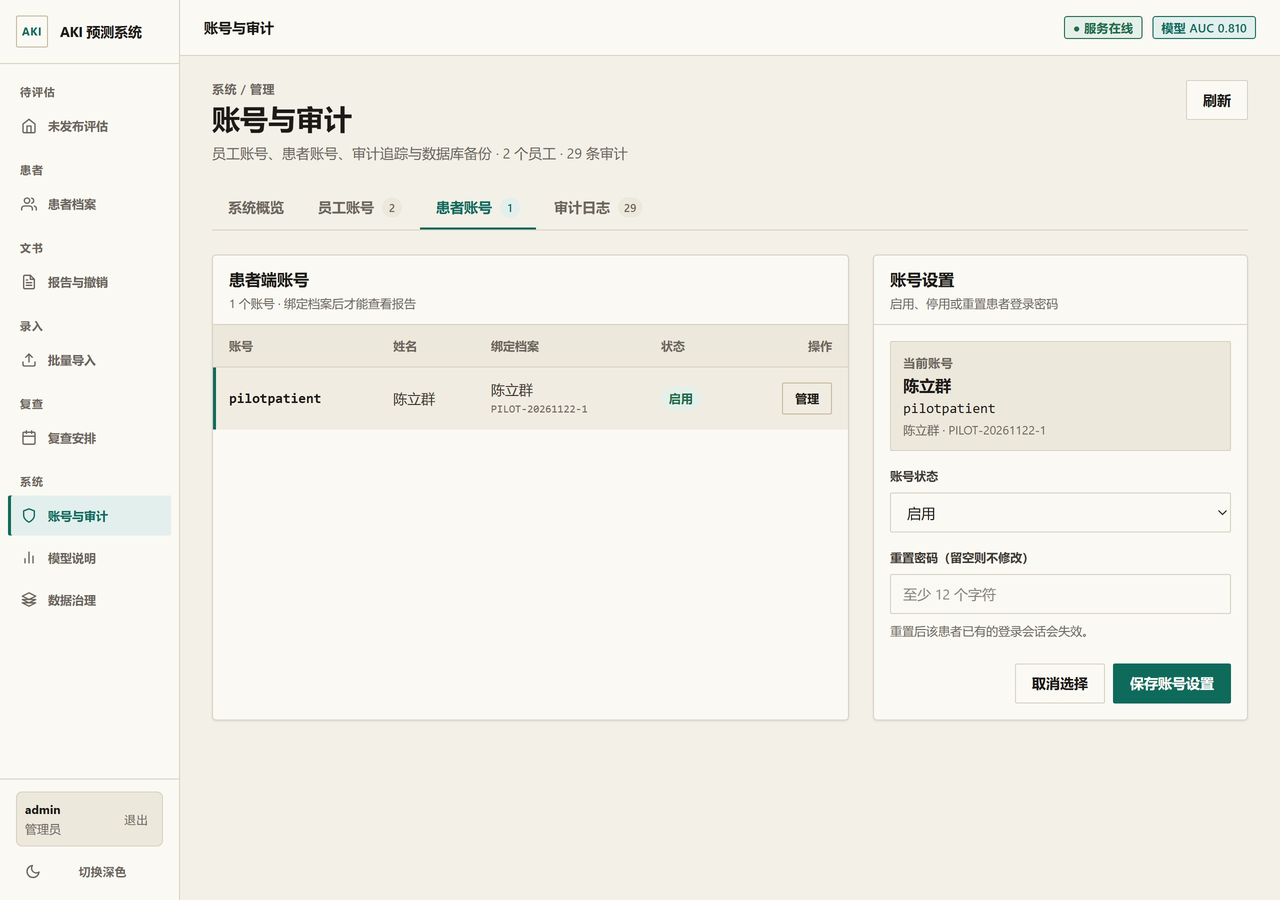 AKI
AKI 预测系统
待评估
未发布评估
患者
患者档案
文书
报告与撤销
录入
批量导入
复查
复查安排
系统
账号与审计
模型说明
数据治理
admin
管理员
退出
切换深色
账号与审计
● 服务在线
模型 AUC 0.810
系统 / 管理
账号与审计
员工账号、患者账号、审计追踪与数据库备份 · 2 个员工 · 29 条审计
刷新
系统概览
员工账号 2
患者账号 1
审计日志 29
患者端账号
1 个账号 · 绑定档案后才能查看报告
账号 姓名 绑定档案 状态 操作
pilotpatient 陈立群 陈立群 启用 管理
PILOT-20261122-1
账号设置
启用、停用或重置患者登录密码
当前账号
陈立群
pilotpatient
陈立群 · PILOT-20261122-1
账号状态
启用
重置密码（留空则不修改）
至少 12 个字符
重置后该患者已有的登录会话会失效。
取消选择
保存账号设置